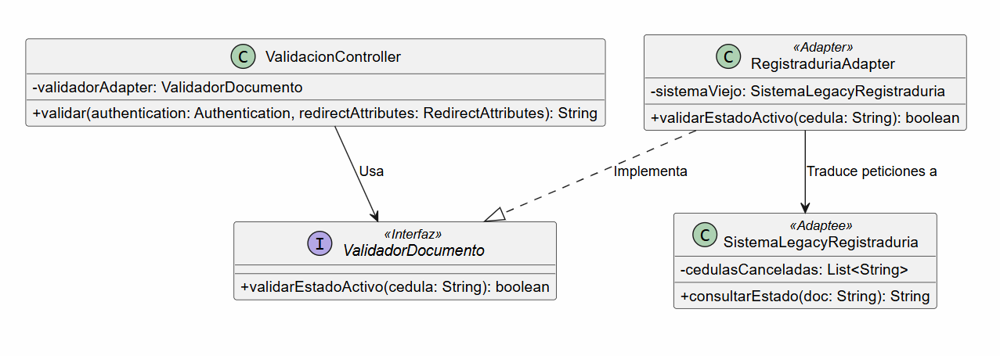 C ValidacionController
-validadorAdapter: ValidadorDocumento
+validar(authentication: Authentication, redirectAttributes: RedirectAttributes): String
«Adapter»
C RegistraduriaAdapter
-sistemaViejo: SistemaLegacyRegistraduria
+validarEstadoActivo(cedula: String): boolean
Usa
Implementa
Traduce peticiones a
«Interfaz»
I ValidadorDocumento
+validarEstadoActivo(cedula: String): boolean
«Adaptee»
C SistemaLegacyRegistraduria
-cedulasCanceladas: List<String>
+consultarEstado(doc: String): String